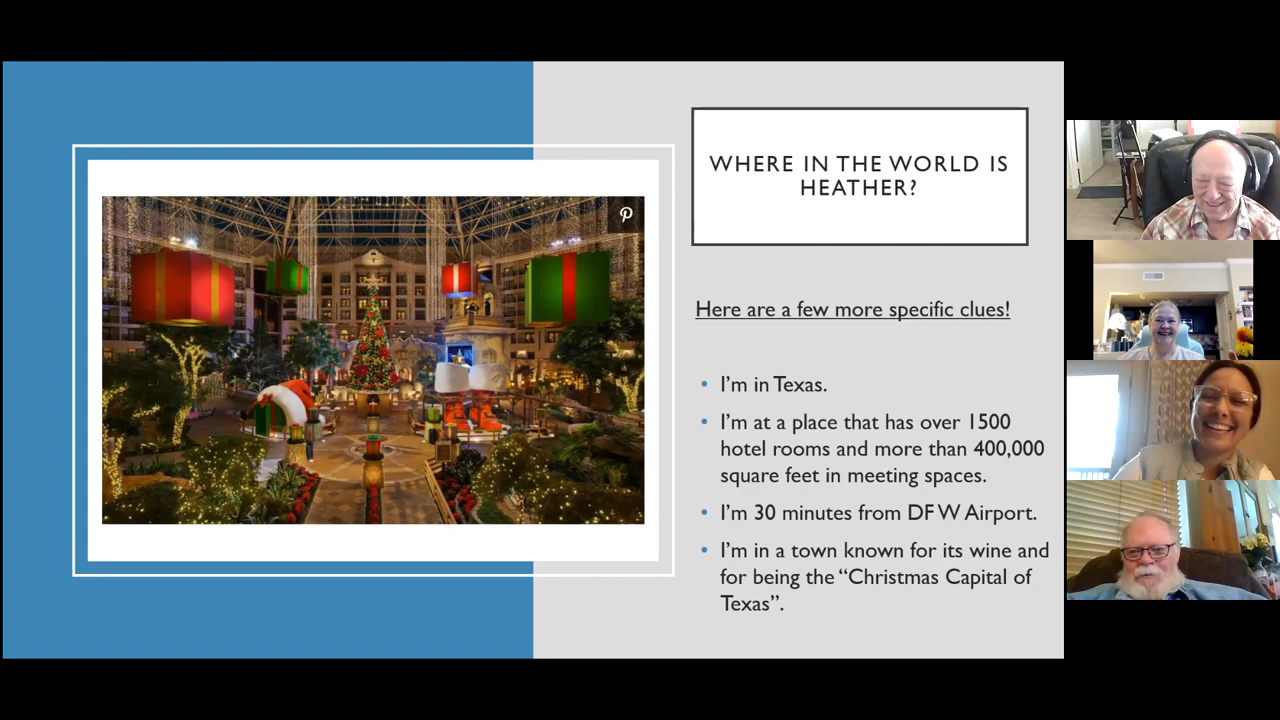 WHERE IN THE WORLD IS
HEATHER?
Here are a few more specific clues!
• I'm in Texas.
• I'm at a place that has over 1500
hotel rooms and more than 400,000
square feet in meeting spaces.
• I'm 30 minutes from DFW Airport.
• I'm in a town known for its wine and
for being the “Christmas Capital of
Texas”.